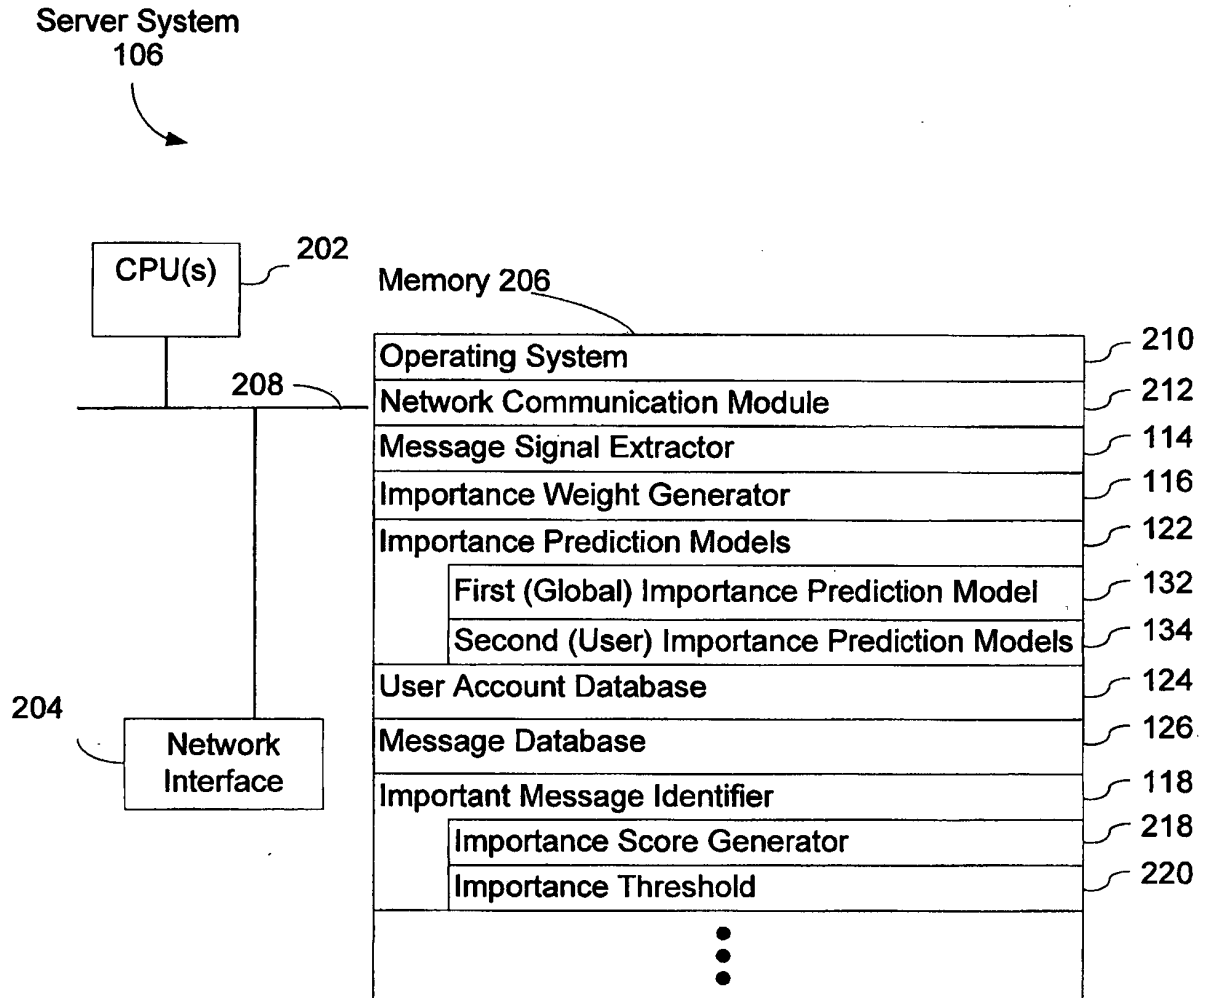 Server System
106
CPU(s)
202
Memory 206
208
Operating System
210
Network Communication Module
212
Message Signal Extractor
114
Importance Weight Generator
116
Importance Prediction Models
122
First (Global) Importance Prediction Model
132
Second (User) Importance Prediction Models
134
User Account Database
124
204
Network
Interface
Message Database
126
Important Message Identifier
118
Importance Score Generator
218
Importance Threshold
220